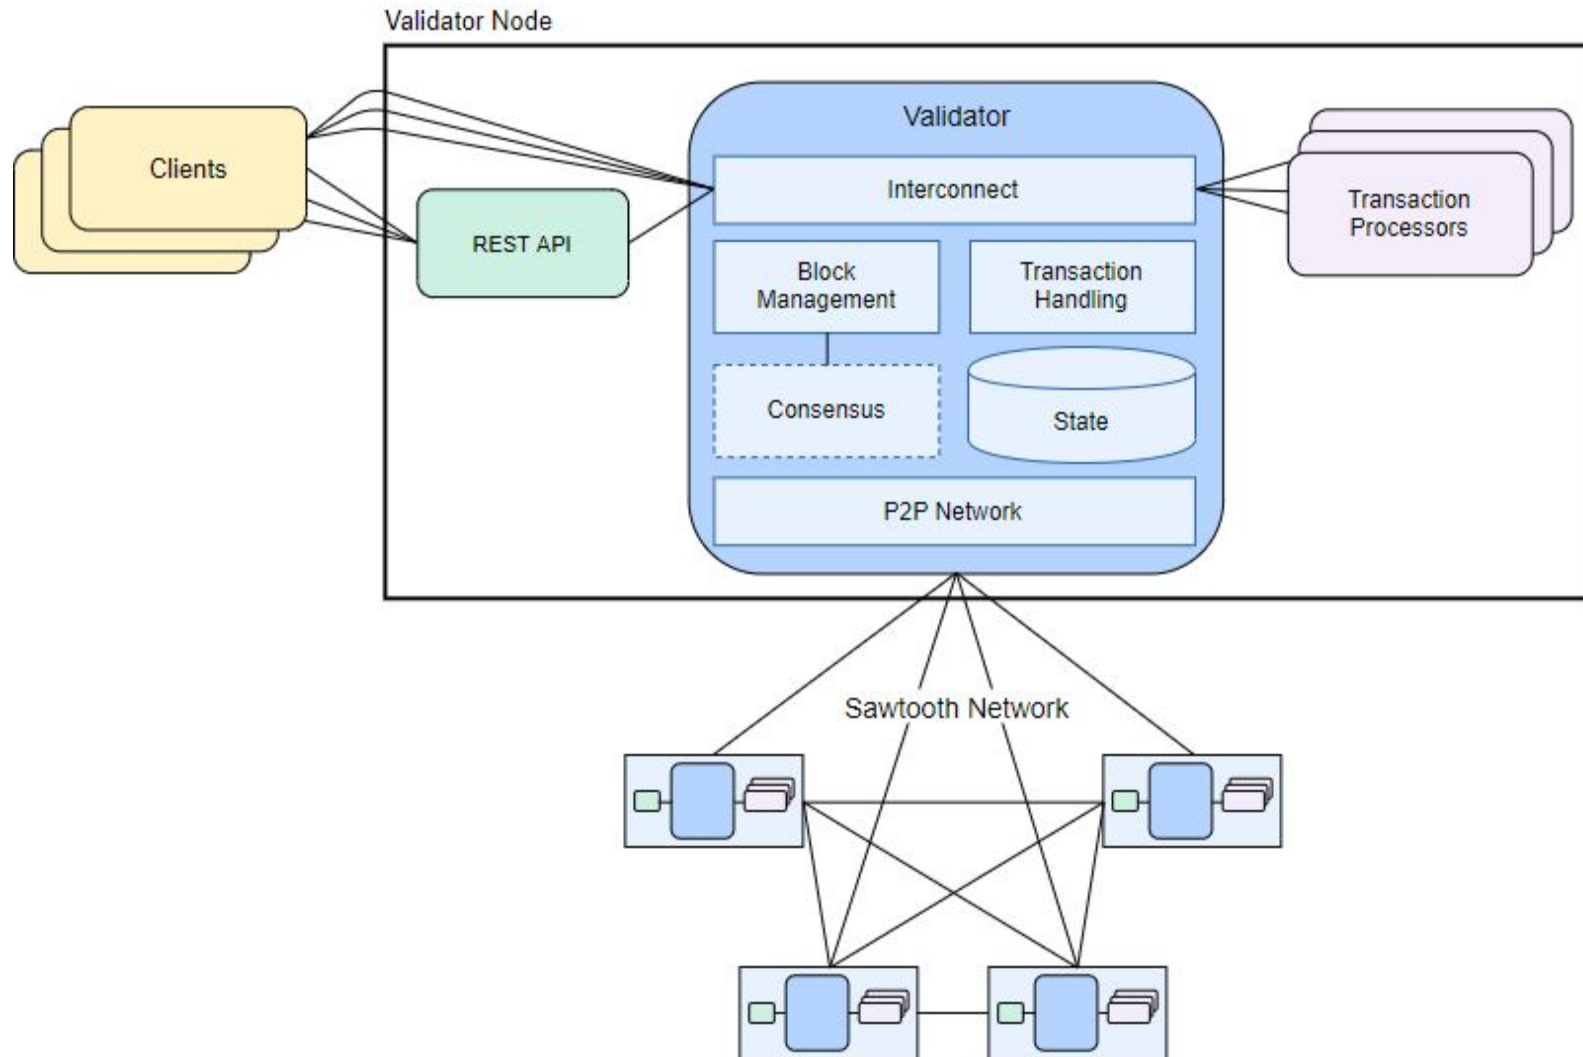 Validator Node
Validator
Clients
Interconnect
Transaction
Processors
REST API
Block
Management
Transaction
Handling
Consensus
State
P2P Network
Sawtooth Network